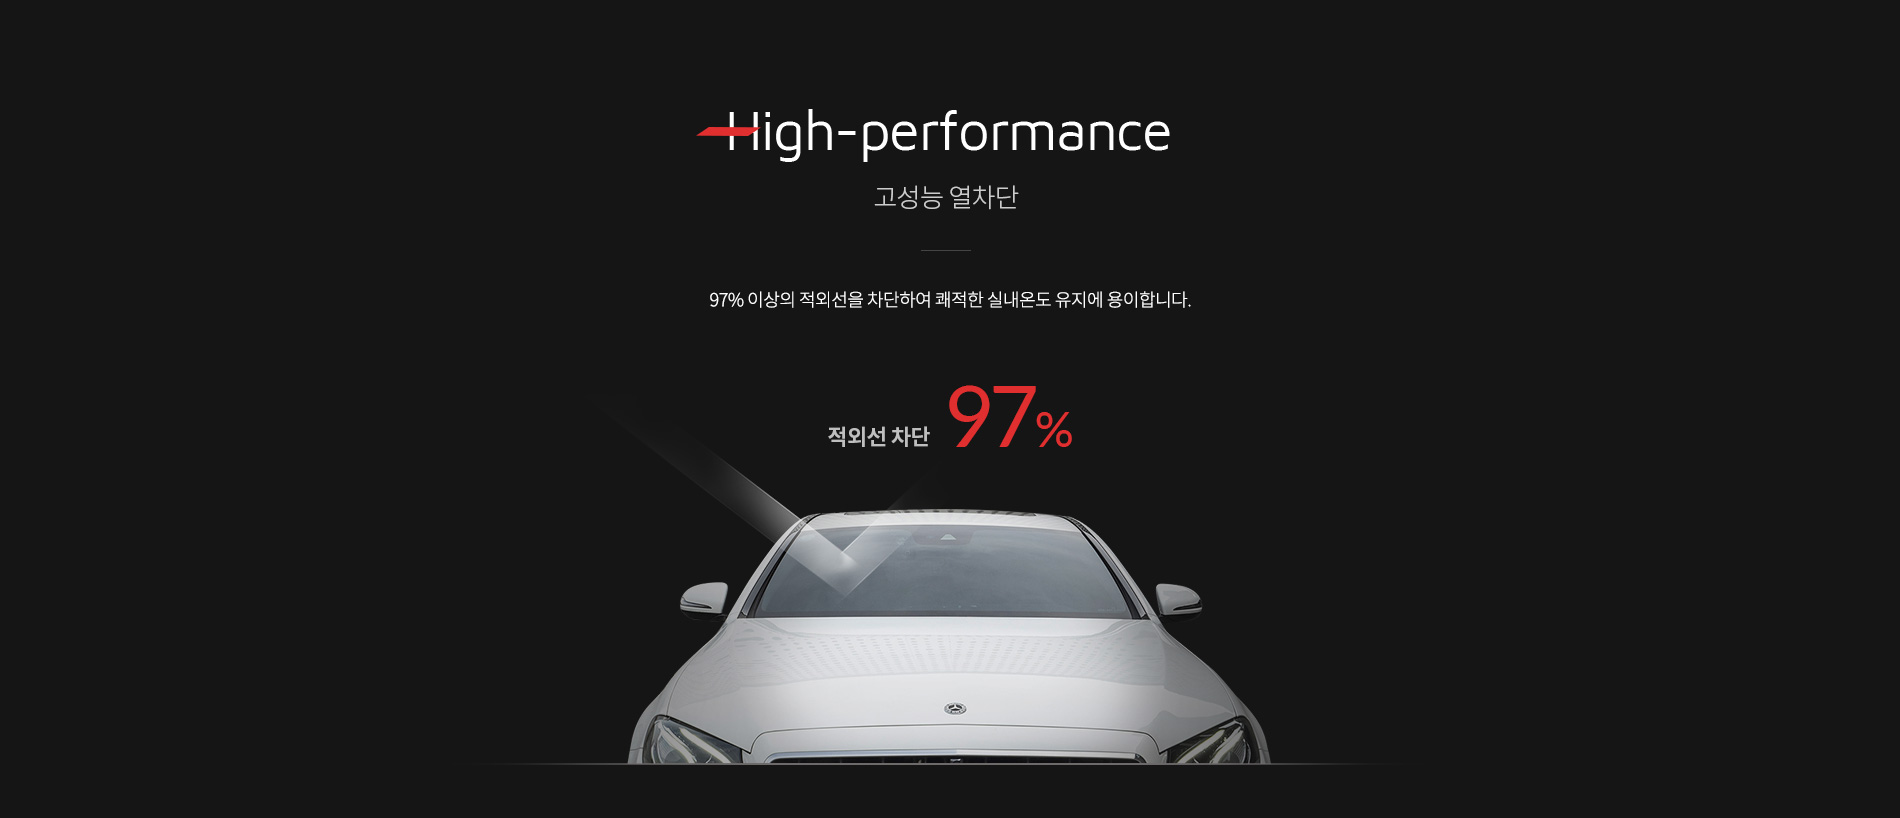 High-performance
고성능 열차단
97% 이상의 적외선을 차단하여 쾌적한 실내온도 유지에 용이합니다.
적외선 차단 97%